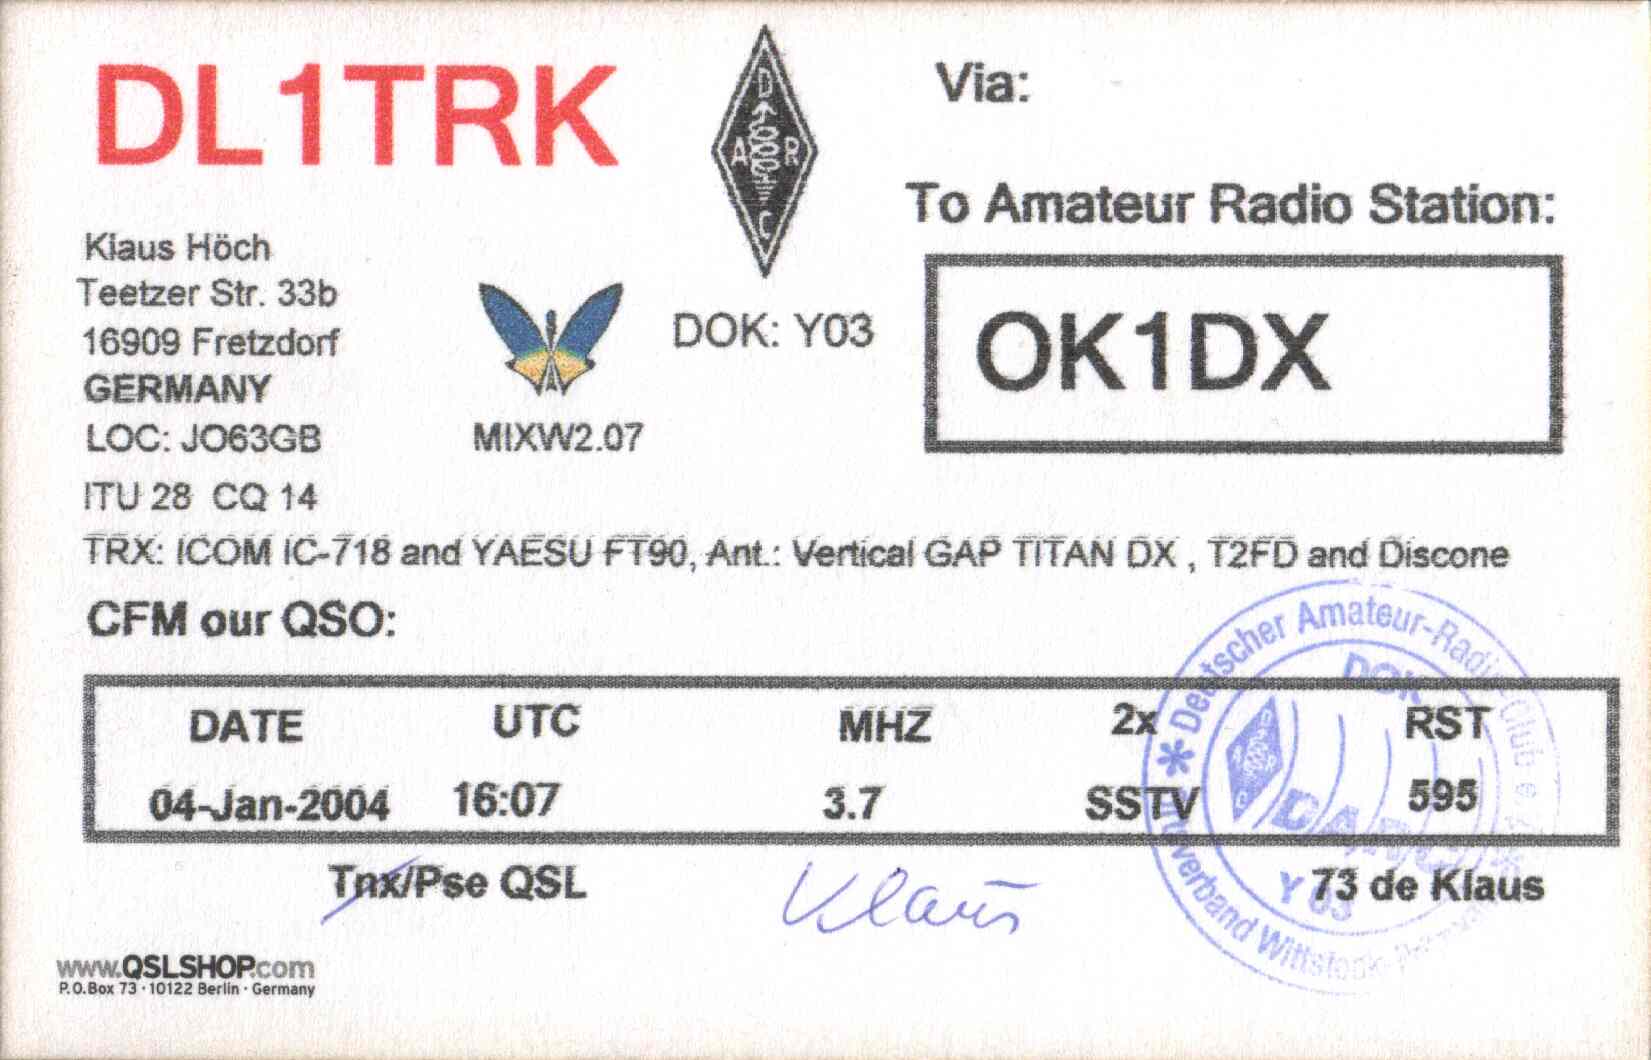 DL1TRK
D
A R
C
Via:
To Amateur Radio Station:
OK1DX
Klaus Höch
Teetzer Str. 33b
16909 Fretzdorf
GERMANY
LOC: JO63GB
ITU 28 CQ 14
MIXW2.07
DOK: Y03
TRX: ICOM IC-718 and YAESU FT90, Ant.: Vertical GAP TITAN DX , T2FD and Discone
CFM our QSO:
DATE UTC MHZ 2x RST
04-Jan-2004 16:07 3.7 SSTV 595
Tnx/Pse QSL
Klaus
73 de Klaus
Deutscher Amateur-Radio-Club e.
DOK
DARC
Y 03
Wittstock
www.QSLSHOP.com
P.O.Box 73 · 10122 Berlin · Germany